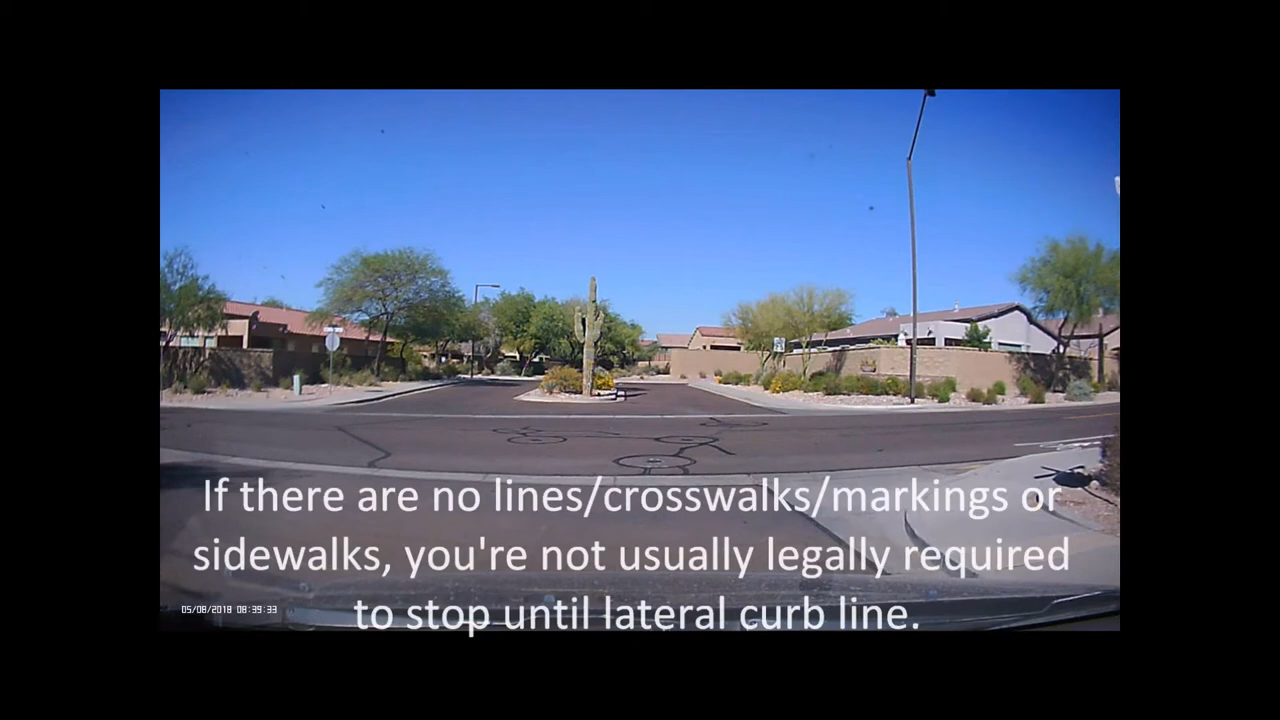 If there are no lines/crosswalks/markings or
sidewalks, you're not usually legally required
to stop until lateral curb line.
05/08/2018 08:39:33